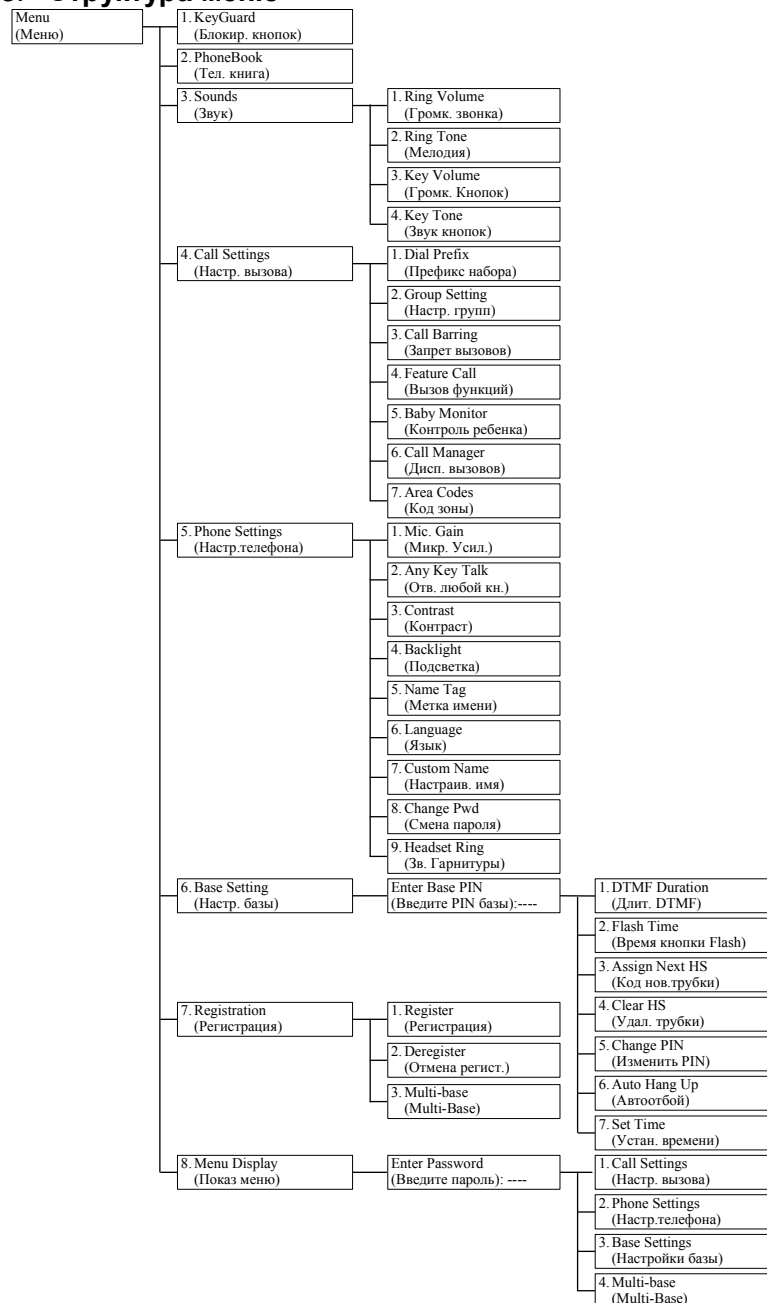 Структура меню
Menu
(Меню)
1. KeyGuard
(Блокир. кнопок)
2. PhoneBook
(Тел. книга)
3. Sounds
(Звук)
1. Ring Volume
(Громк. звонка)
2. Ring Tone
(Мелодия)
3. Key Volume
(Громк. Кнопок)
4. Key Tone
(Звук кнопок)
4. Call Settings
(Настр. вызова)
1. Dial Prefix
(Префикс набора)
2. Group Setting
(Настр. групп)
3. Call Barring
(Запрет вызовов)
4. Feature Call
(Вызов функций)
5. Baby Monitor
(Контроль ребенка)
6. Call Manager
(Дисп. вызовов)
7. Area Codes
(Код зоны)
5. Phone Settings
(Настр.телефона)
1. Mic. Gain
(Микр. Усил.)
2. Any Key Talk
(Отв. любой кн.)
3. Contrast
(Контраст)
4. Backlight
(Подсветка)
5. Name Tag
(Метка имени)
6. Language
(Язык)
7. Custom Name
(Настраив. имя)
8. Change Pwd
(Смена пароля)
9. Headset Ring
(Зв. Гарнитуры)
6. Base Setting
(Настр. базы)
Enter Base PIN
(Введите PIN базы):----
1. DTMF Duration
(Длит. DTMF)
2. Flash Time
(Время кнопки Flash)
3. Assign Next HS
(Код нов.трубки)
4. Clear HS
(Удал. трубки)
5. Change PIN
(Изменить PIN)
6. Auto Hang Up
(Автоотбой)
7. Set Time
(Устан. времени)
7. Registration
(Регистрация)
1. Register
(Регистрация)
2. Deregister
(Отмена регист.)
3. Multi-base
(Multi-Base)
8. Menu Display
(Показ меню)
Enter Password
(Введите пароль): ----
1. Call Settings
(Настр. вызова)
2. Phone Settings
(Настр.телефона)
3. Base Settings
(Настройки базы)
4. Multi-base
(Multi-Base)